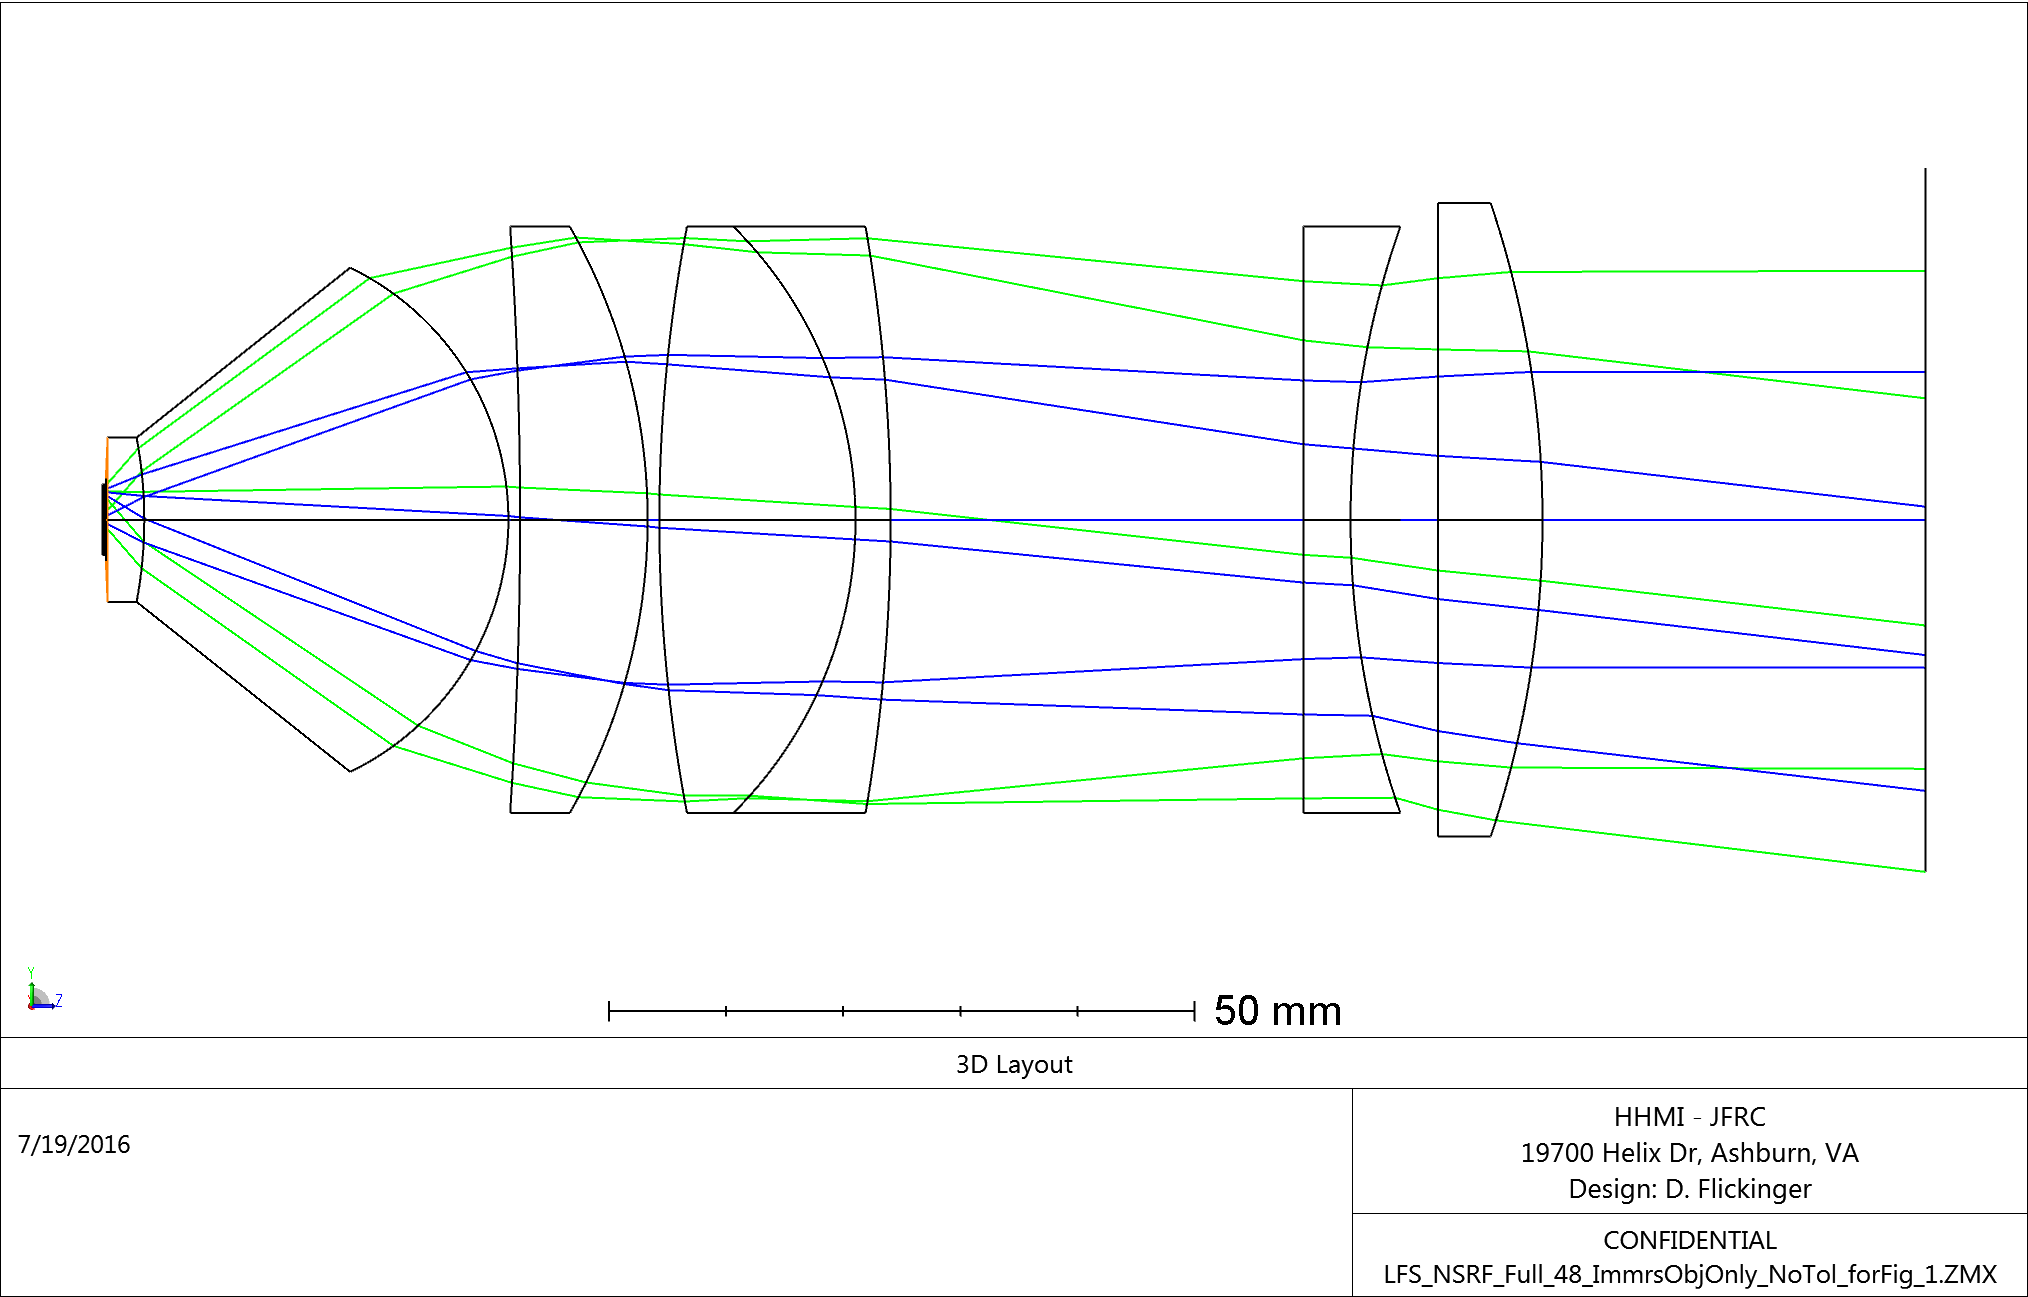 Y
Z
50 mm
3D Layout
7/19/2016
HHMI - JFRC
19700 Helix Dr, Ashburn, VA
Design: D. Flickinger
CONFIDENTIAL
LFS_NSRF_Full_48_ImmrsObjOnly_NoTol_forFig_1.ZMX